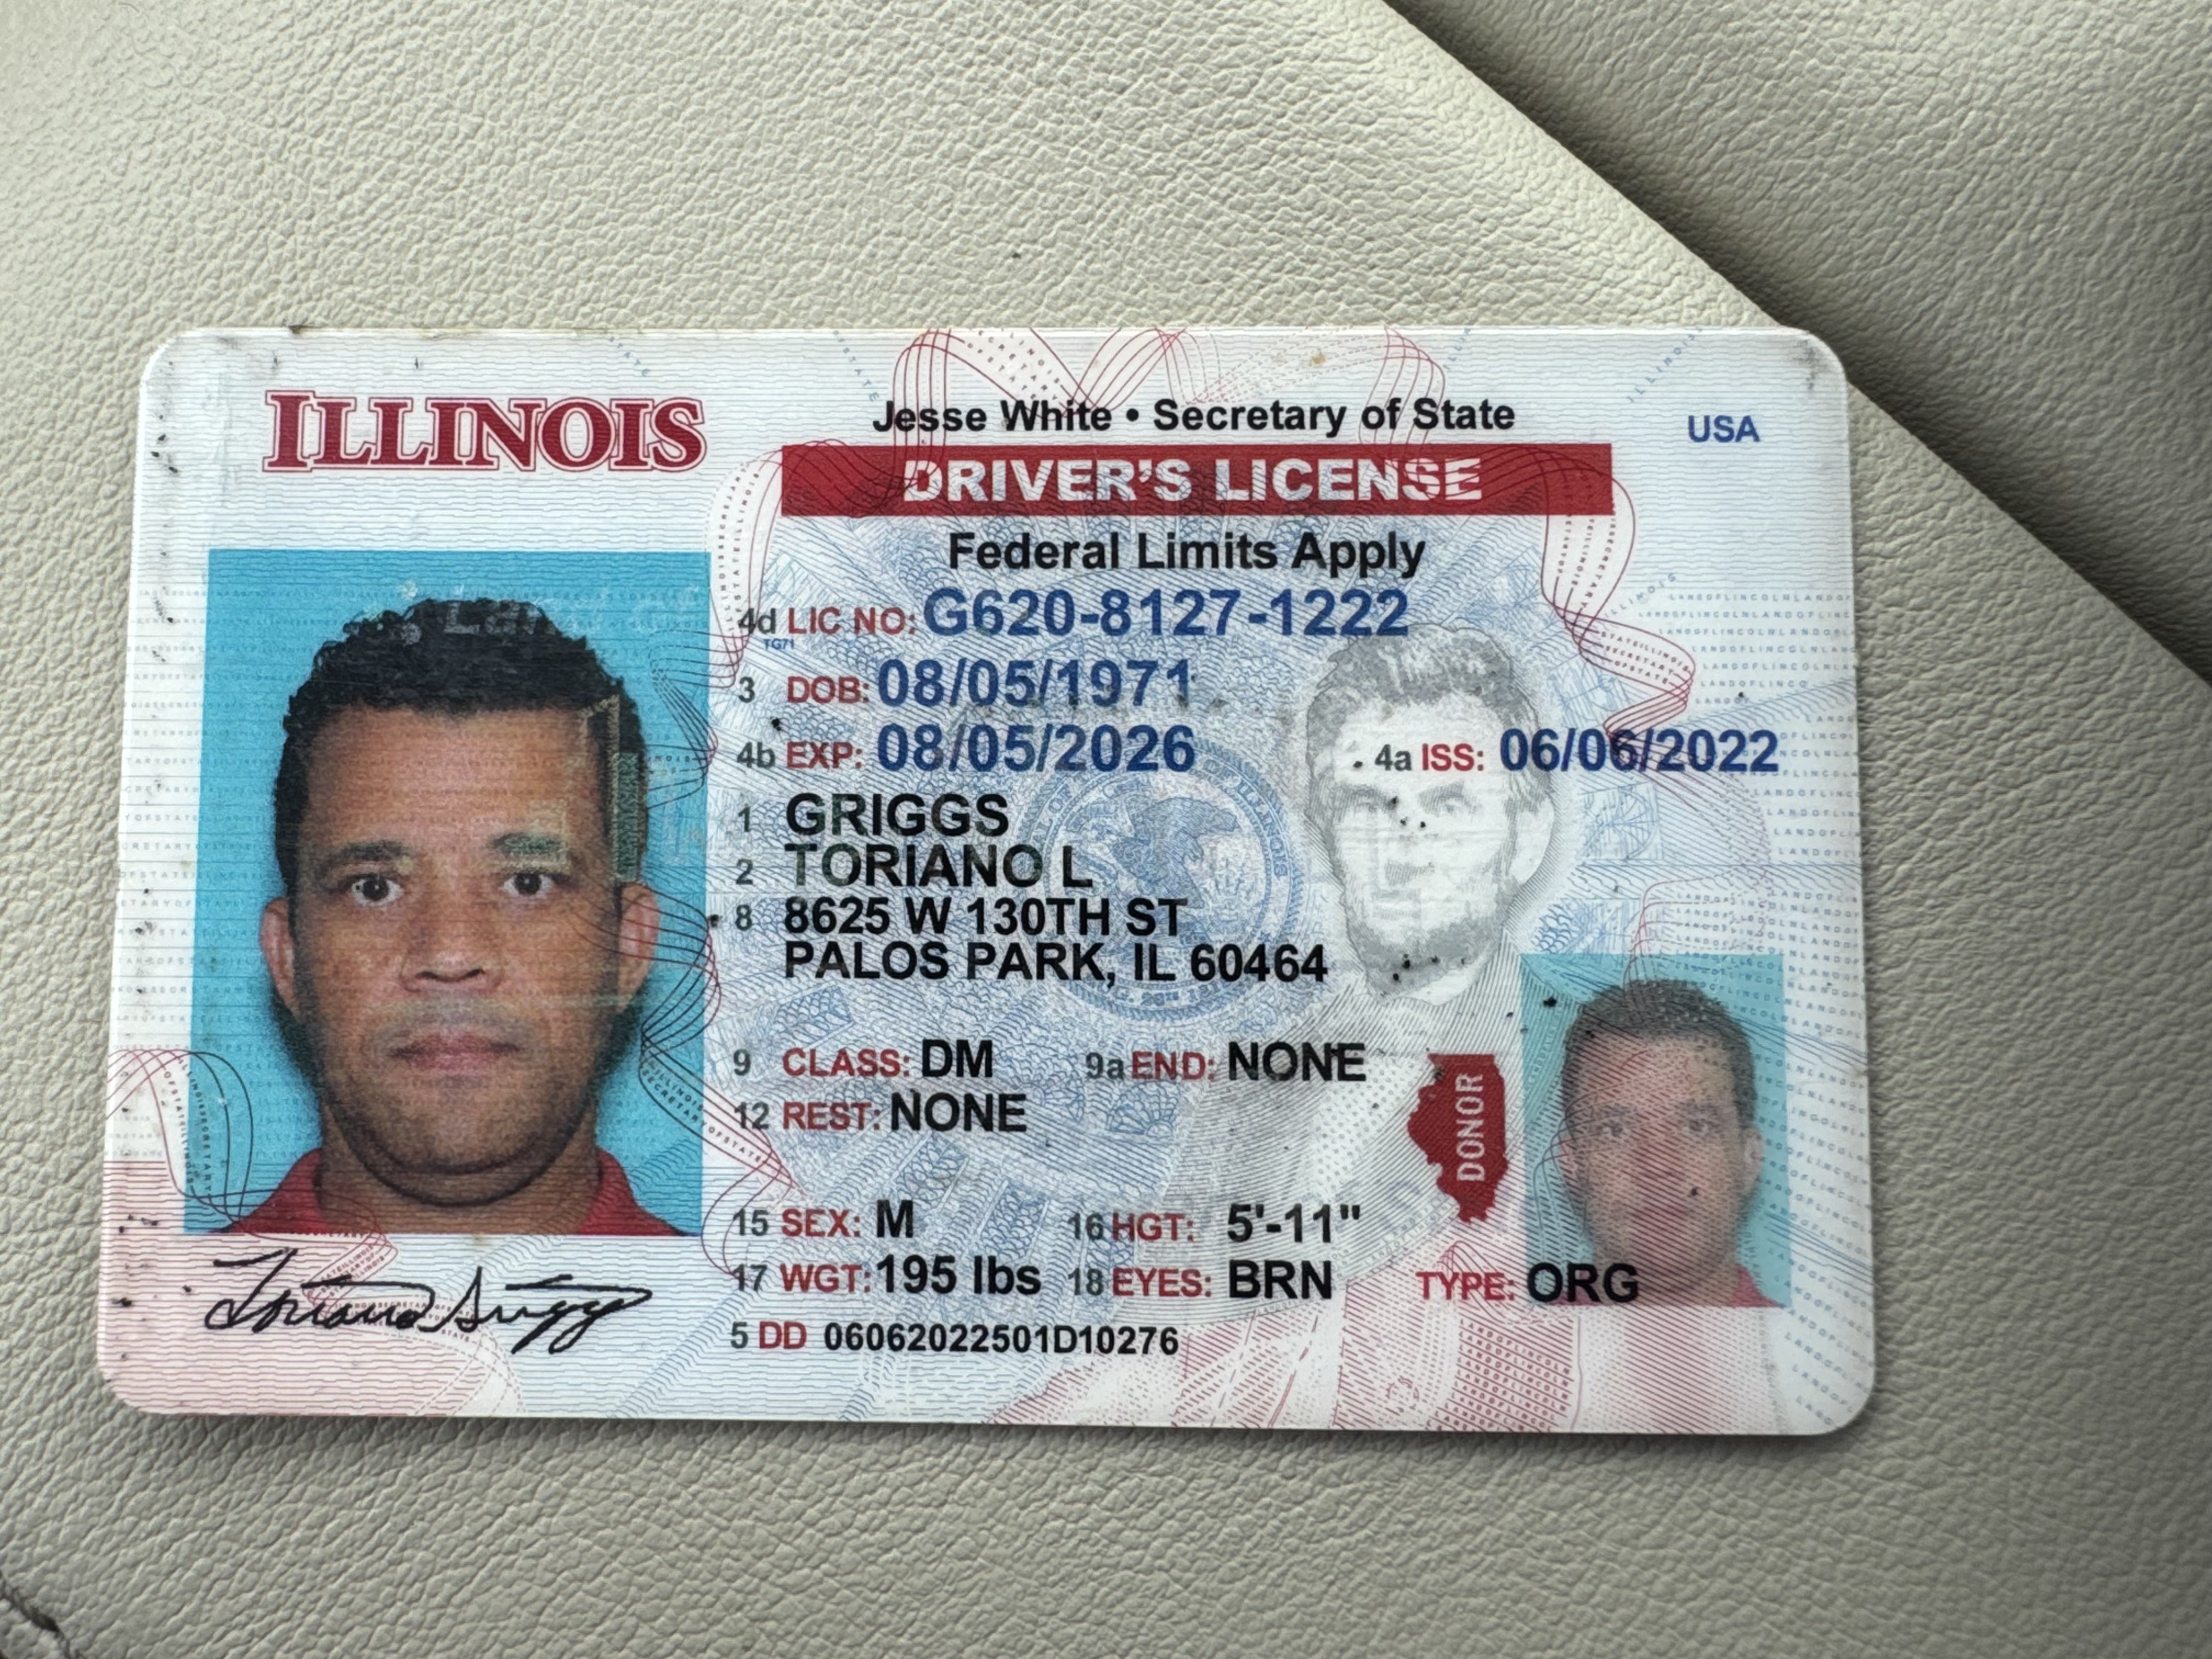 ILLINOIS
Jesse White • Secretary of State
USA
DRIVER'S LICENSE
Federal Limits Apply
4d LIC NO: G620-8127-1222
3 DOB: 08/05/1971
4b EXP: 08/05/2026 4a ISS: 06/06/2022
1 GRIGGS
2 TORIANO L
8 8625 W 130TH ST
PALOS PARK, IL 60464
9 CLASS: DM 9a END: NONE
12 REST: NONE
DONOR
15 SEX: M 16 HGT: 5'-11"
17 WGT: 195 lbs 18 EYES: BRN TYPE: ORG
5 DD 06062022501D10276
Toriano Griggs